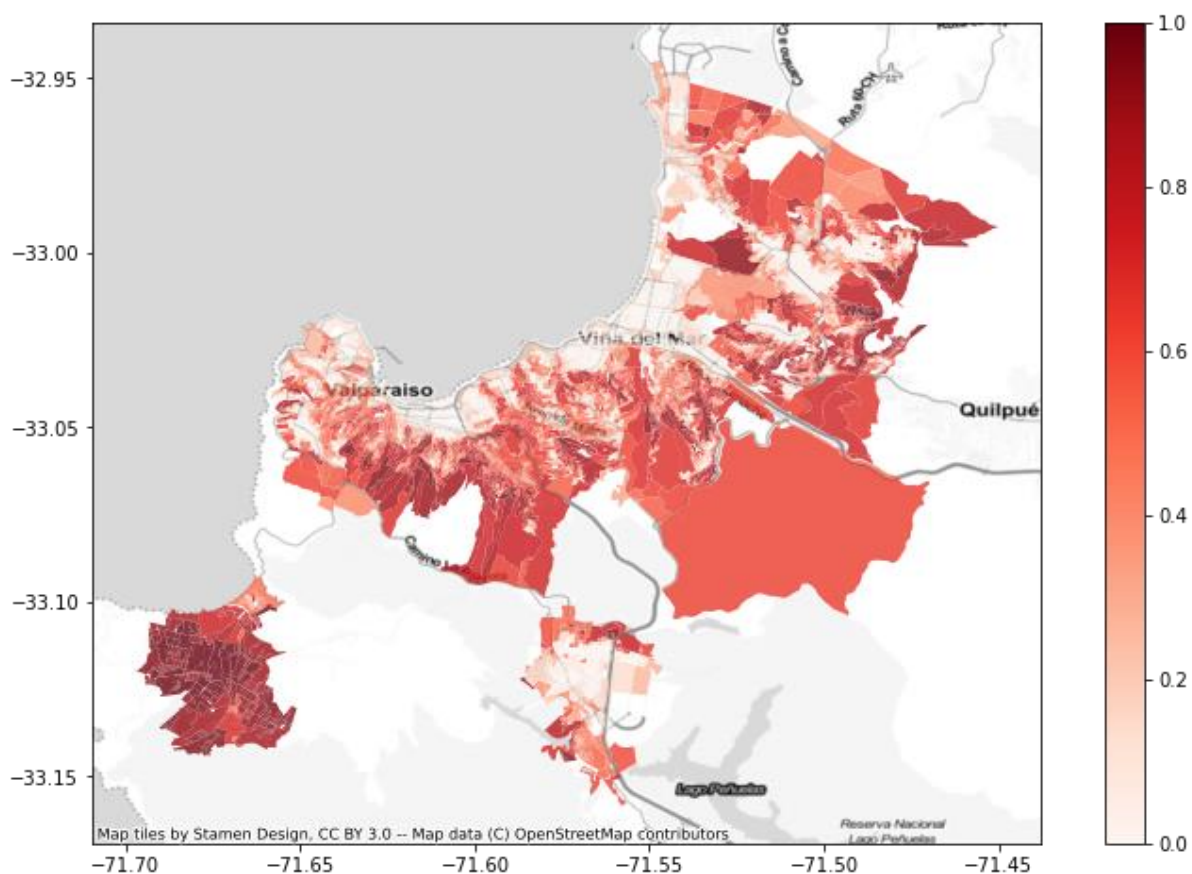 Ruta 60-CH
−32.95
−33.00
−33.05
−33.10
−33.15
1.0
0.8
0.6
0.4
0.2
0.0
Viña del Mar
Valparaíso
Quilpué
Camino
Lago Peñuelas
Reserva Nacional
Lago Peñuelas
Map tiles by Stamen Design, CC BY 3.0 -- Map data (C) OpenStreetMap contributors
−71.70
−71.65
−71.60
−71.55
−71.50
−71.45